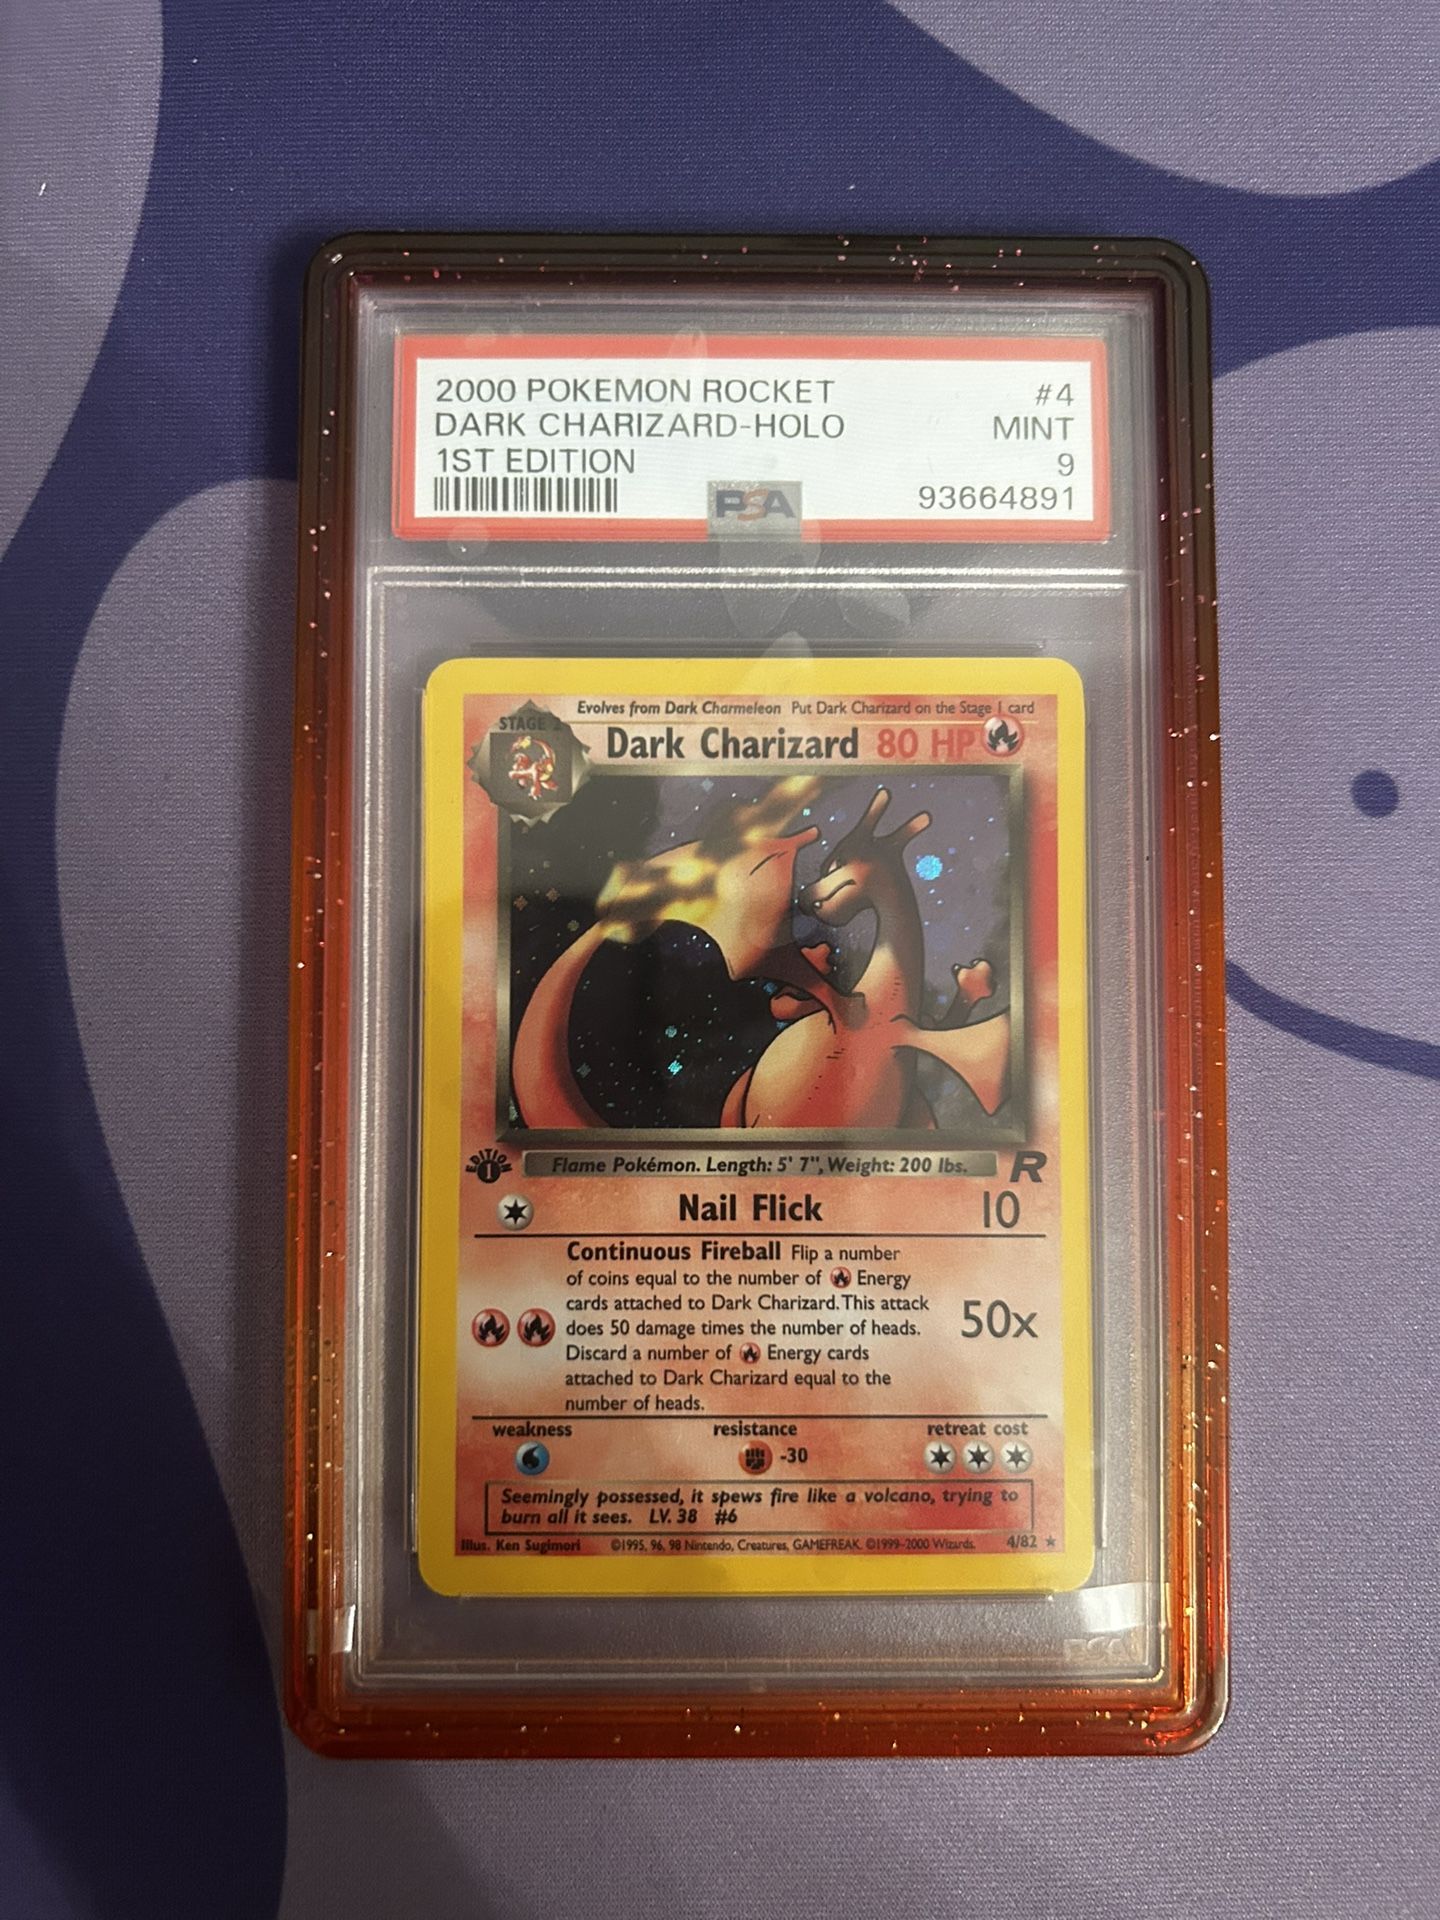 2000 POKEMON ROCKET #4
DARK CHARIZARD-HOLO MINT
1ST EDITION 9
93664891
PSA
Evolves from Dark Charmeleon Put Dark Charizard on the Stage 1 card
STAGE 2
Dark Charizard 80 HP
EDITION 1
Flame Pokémon. Length: 5' 7", Weight: 200 lbs. R
Nail Flick 10
Continuous Fireball Flip a number
of coins equal to the number of Energy
cards attached to Dark Charizard. This attack
does 50 damage times the number of heads.
Discard a number of Energy cards
attached to Dark Charizard equal to the
number of heads.
50x
weakness resistance retreat cost
-30
Seemingly possessed, it spews fire like a volcano, trying to
burn all it sees. LV. 38 #6
Illus. Ken Sugimori ©1995, 96, 98 Nintendo, Creatures, GAMEFREAK. ©1999-2000 Wizards. 4/82 ★
PSA